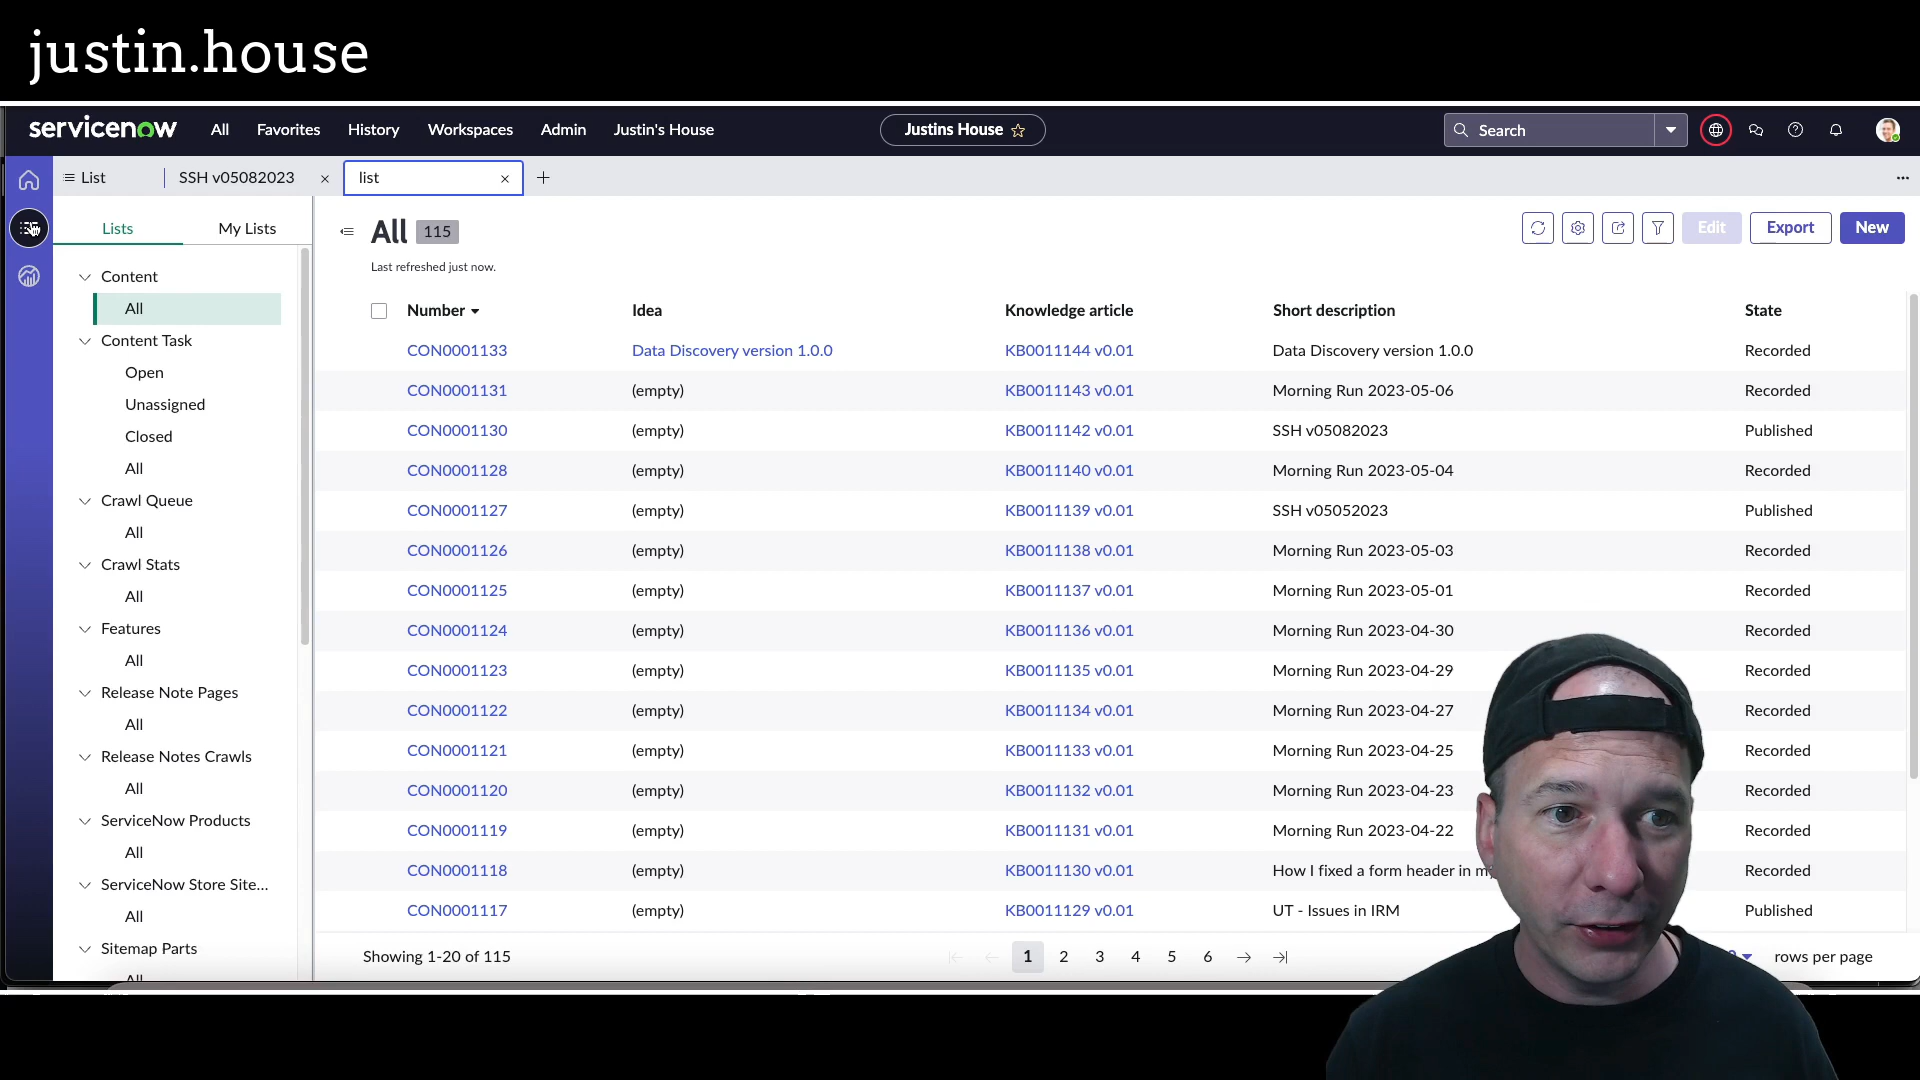 justin.house
servicenow All Favorites History Workspaces Admin Justin's House Justins House Search
List SSH v05082023 list
Lists My Lists
Content
All
Content Task
Open
Unassigned
Closed
All
Crawl Queue
All
Crawl Stats
All
Features
All
Release Note Pages
All
Release Notes Crawls
All
ServiceNow Products
All
ServiceNow Store Site...
All
Sitemap Parts
All
All 115
Edit Export New
Last refreshed just now.
Number Idea Knowledge article Short description State
CON0001133 Data Discovery version 1.0.0 KB0011144 v0.01 Data Discovery version 1.0.0 Recorded
CON0001131 (empty) KB0011143 v0.01 Morning Run 2023-05-06 Recorded
CON0001130 (empty) KB0011142 v0.01 SSH v05082023 Published
CON0001128 (empty) KB0011140 v0.01 Morning Run 2023-05-04 Recorded
CON0001127 (empty) KB0011139 v0.01 SSH v05052023 Published
CON0001126 (empty) KB0011138 v0.01 Morning Run 2023-05-03 Recorded
CON0001125 (empty) KB0011137 v0.01 Morning Run 2023-05-01 Recorded
CON0001124 (empty) KB0011136 v0.01 Morning Run 2023-04-30 Recorded
CON0001123 (empty) KB0011135 v0.01 Morning Run 2023-04-29 Recorded
CON0001122 (empty) KB0011134 v0.01 Morning Run 2023-04-27 Recorded
CON0001121 (empty) KB0011133 v0.01 Morning Run 2023-04-25 Recorded
CON0001120 (empty) KB0011132 v0.01 Morning Run 2023-04-23 Recorded
CON0001119 (empty) KB0011131 v0.01 Morning Run 2023-04-22 Recorded
CON0001118 (empty) KB0011130 v0.01 How I fixed a form header in Recorded
CON0001117 (empty) KB0011129 v0.01 UT - Issues in IRM Published
Showing 1-20 of 115 1 2 3 4 5 6 rows per page